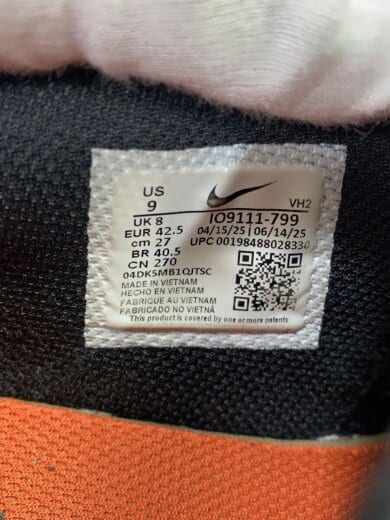 US
9
VH2
UK 8
IO9111-799
EUR 42.5
04/15/25 | 06/14/25
cm 27
UPC 00198488028330
BR 40.5
CN 270
04DK5MB1QJTSC
MADE IN VIETNAM
HECHO EN VIETNAM
FABRIQUE AU VIETNAM
FABRICADO NO VIETNÃ
This product is covered by one or more patents: